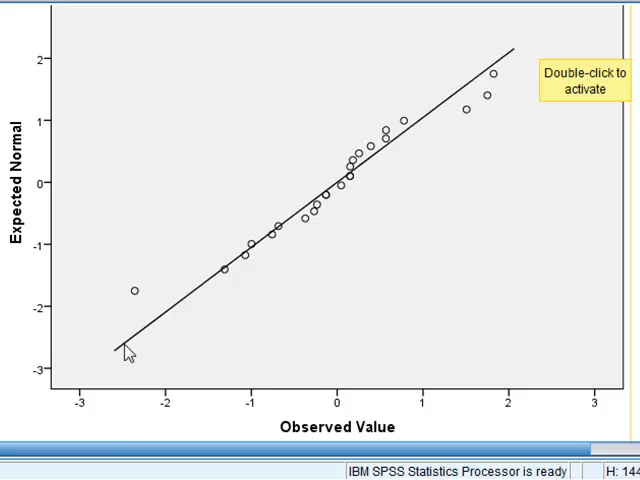 2
1
0
-1
-2
-3
Expected Normal
-3
-2
-1
0
1
2
3
Observed Value
Double-click to
activate
IBM SPSS Statistics Processor is ready
H: 144